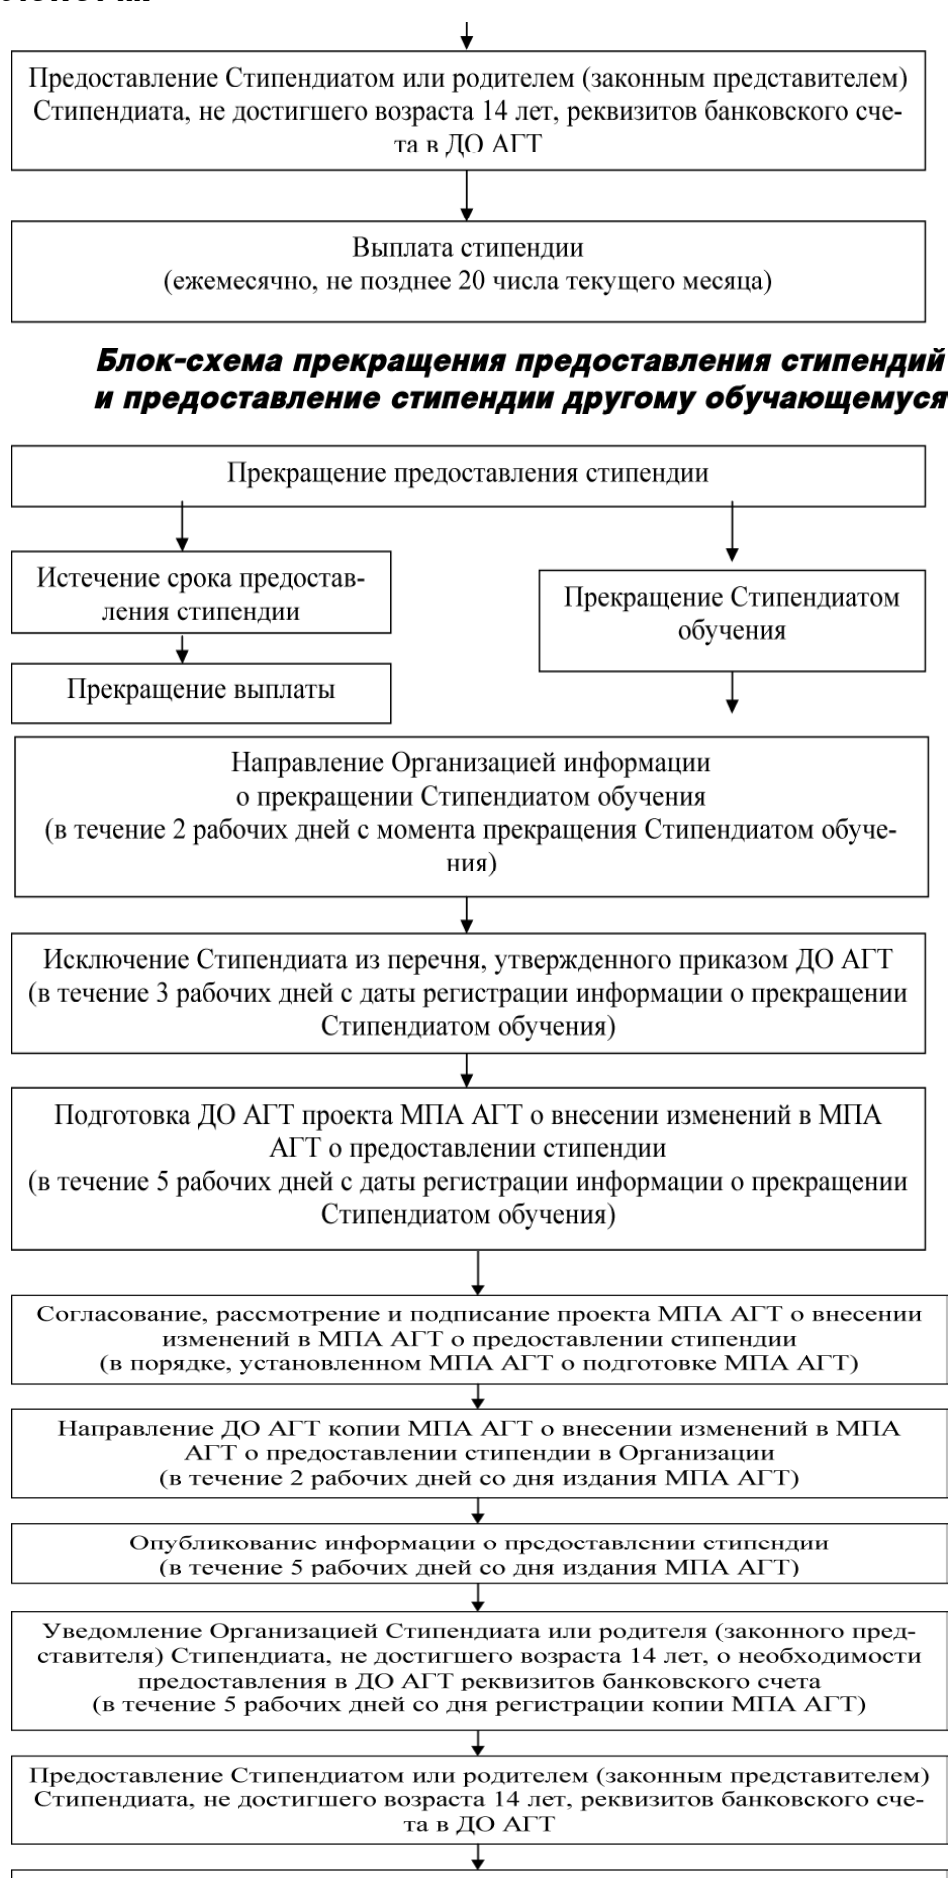 Предоставление Стипендиатом или родителем (законным представителем)
Стипендиата, не достигшего возраста 14 лет, реквизитов банковского сче-
та в ДО АГТ
Выплата стипендии
(ежемесячно, не позднее 20 числа текущего месяца)
Блок-схема прекращения предоставления стипендий
и предоставление стипендии другому обучающемуся
Прекращение предоставления стипендии
Истечение срока предостав-
ления стипендии
Прекращение Стипендиатом
обучения
Прекращение выплаты
Направление Организацией информации
о прекращении Стипендиатом обучения
(в течение 2 рабочих дней с момента прекращения Стипендиатом обуче-
ния)
Исключение Стипендиата из перечня, утвержденного приказом ДО АГТ
(в течение 3 рабочих дней с даты регистрации информации о прекращении
Стипендиатом обучения)
Подготовка ДО АГТ проекта МПА АГТ о внесении изменений в МПА
АГТ о предоставлении стипендии
(в течение 5 рабочих дней с даты регистрации информации о прекращении
Стипендиатом обучения)
Согласование, рассмотрение и подписание проекта МПА АГТ о внесении
изменений в МПА АГТ о предоставлении стипендии
(в порядке, установленном МПА АГТ о подготовке МПА АГТ)
Направление ДО АГТ копии МПА АГТ о внесении изменений в МПА
АГТ о предоставлении стипендии в Организации
(в течение 2 рабочих дней со дня издания МПА АГТ)
Опубликование информации о предоставлении стипендии
(в течение 5 рабочих дней со дня издания МПА АГТ)
Уведомление Организацией Стипендиата или родителя (законного пред-
ставителя) Стипендиата, не достигшего возраста 14 лет, о необходимости
предоставления в ДО АГТ реквизитов банковского счета
(в течение 5 рабочих дней со дня регистрации копии МПА АГТ)
Предоставление Стипендиатом или родителем (законным представителем)
Стипендиата, не достигшего возраста 14 лет, реквизитов банковского сче-
та в ДО АГТ